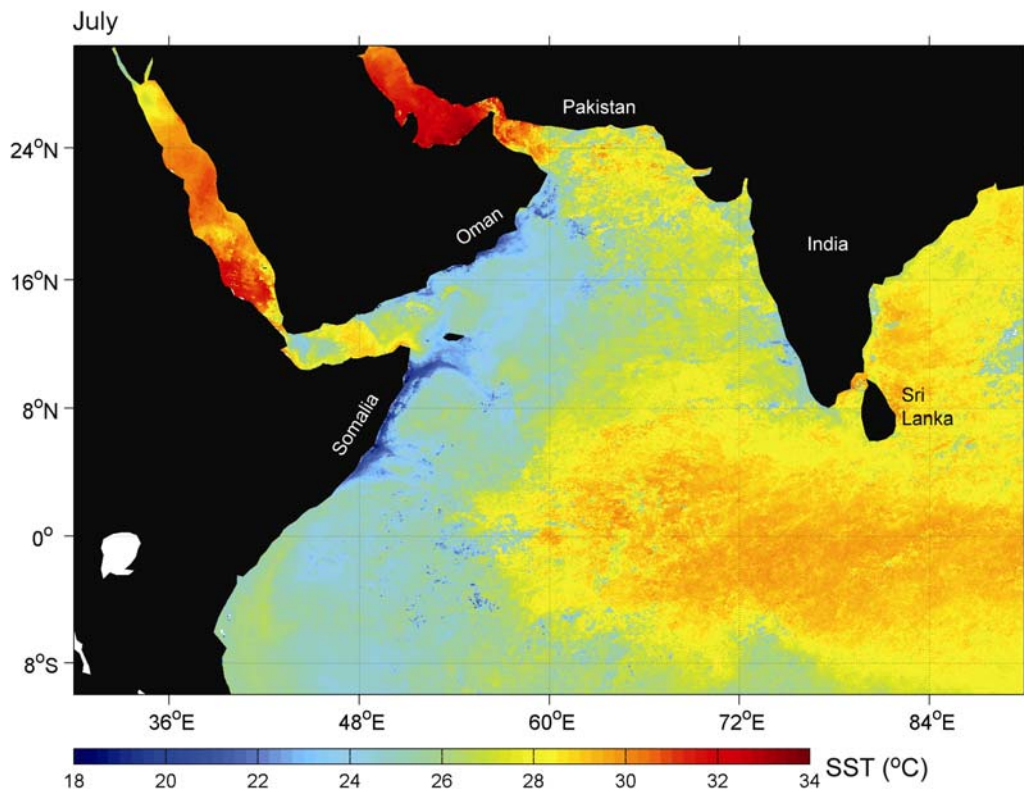 July
Pakistan
24°N
Oman
India
16°N
Somalia
8°N
Sri
Lanka
0°
8°S
36°E 48°E 60°E 72°E 84°E
18 20 22 24 26 28 30 32 34 SST (°C)